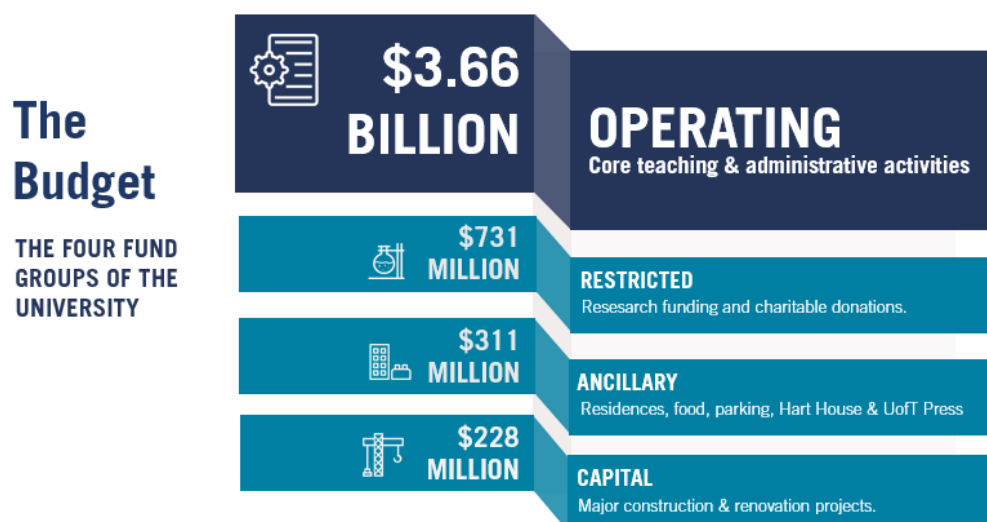 The
Budget
THE FOUR FUND
GROUPS OF THE
UNIVERSITY
$3.66
BILLION
OPERATING
Core teaching & administrative activities
$731
MILLION
RESTRICTED
Resesarch funding and charitable donations.
$311
MILLION
ANCILLARY
Residences, food, parking, Hart House & UofT Press
$228
MILLION
CAPITAL
Major construction & renovation projects.